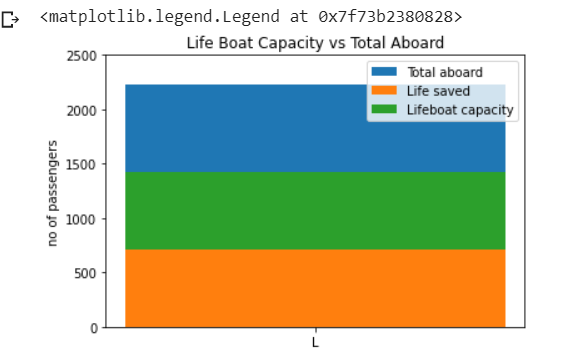 <matplotlib.legend.Legend at 0x7f73b2380828>
Life Boat Capacity vs Total Aboard
Total aboard
Life saved
Lifeboat capacity
no of passengers
2500
2000
1500
1000
500
0
L